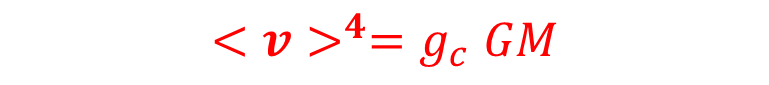 < v >⁴= g_c GM